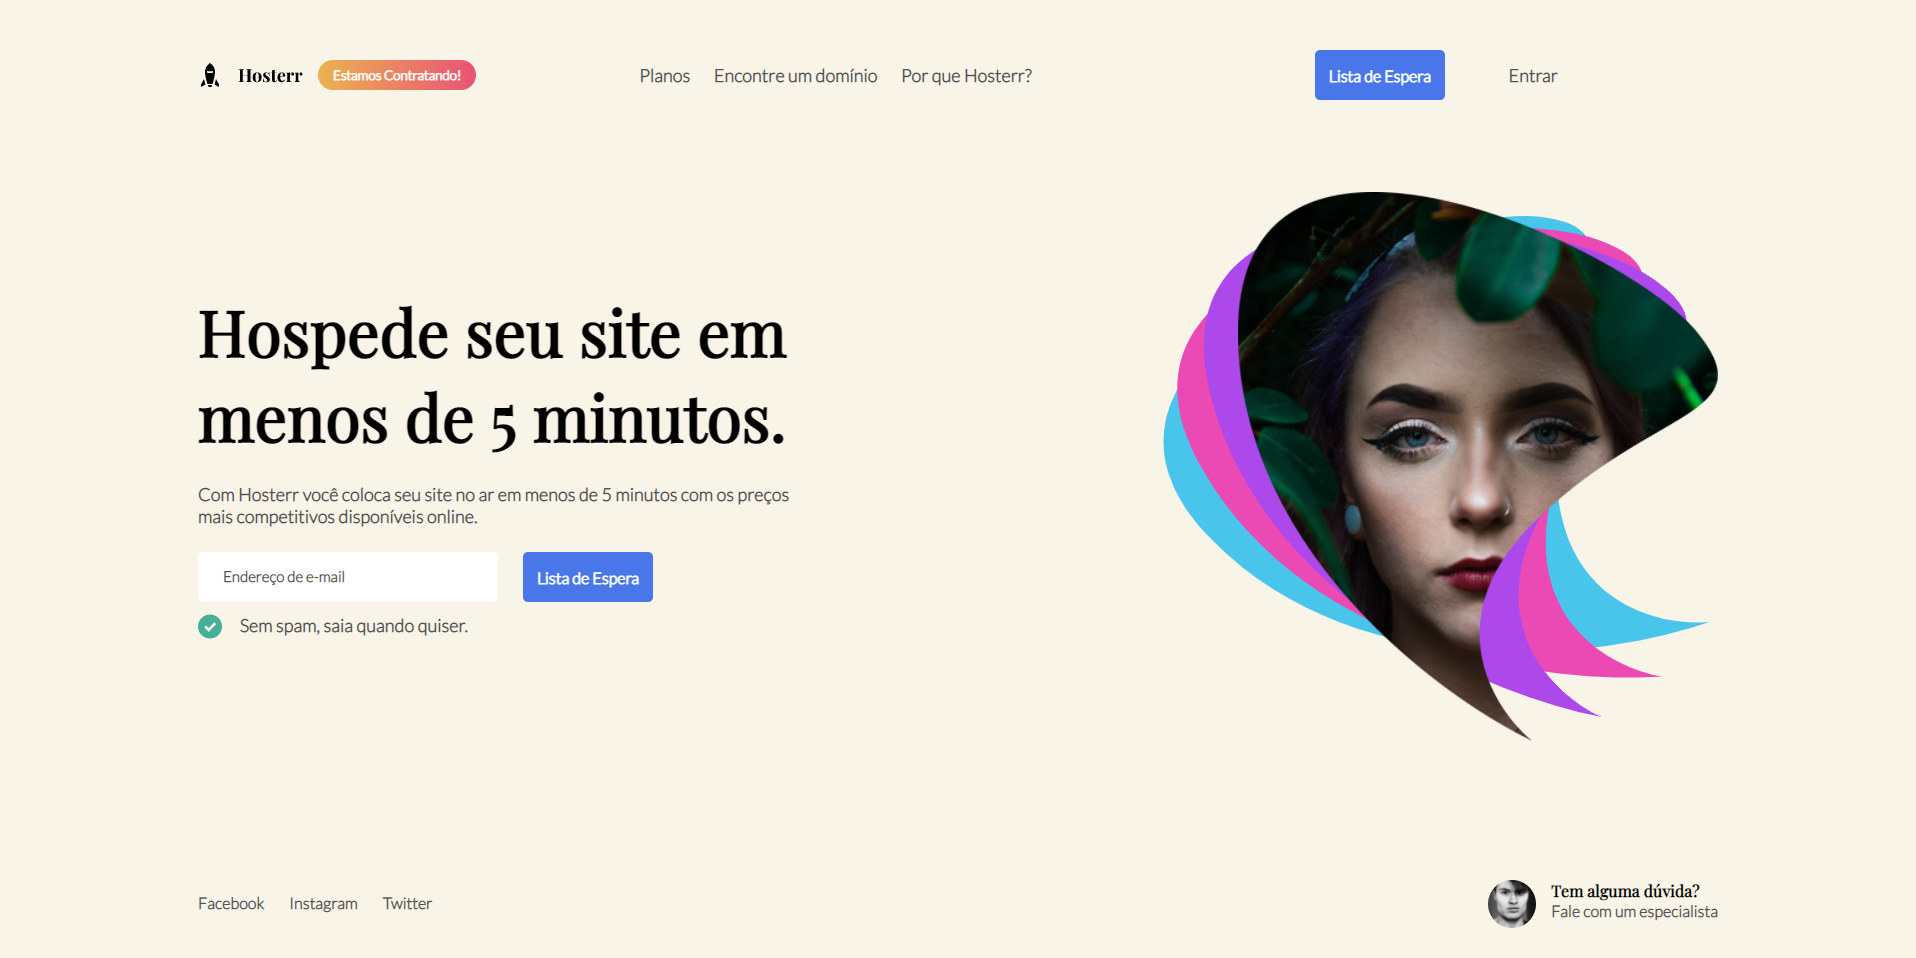 Hosterr
Estamos Contratando!
Planos
Encontre um domínio
Por que Hosterr?
Lista de Espera
Entrar
Hospede seu site em
menos de 5 minutos.
Com Hosterr você coloca seu site no ar em menos de 5 minutos com os preços
mais competitivos disponíveis online.
Endereço de e-mail
Lista de Espera
Sem spam, saia quando quiser.
Facebook
Instagram
Twitter
Tem alguma dúvida?
Fale com um especialista